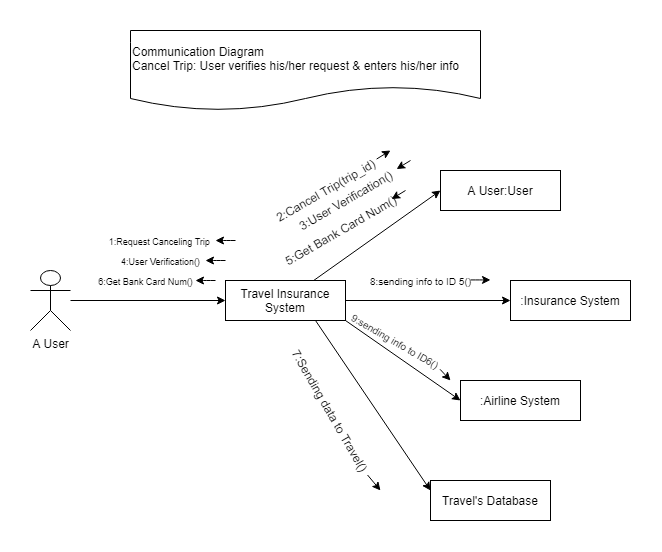 Communication Diagram
Cancel Trip: User verifies his/her request & enters his/her info
2:Cancel Trip(trip_id)
3:User Verification()
5:Get Bank Card Num()
A User:User
1:Request Canceling Trip
4:User Verification()
6:Get Bank Card Num()
A User
Travel Insurance
System
8:sending info to ID 5()
:Insurance System
9:sending info to ID6()
:Airline System
7:Sending data to Travel()
Travel's Database